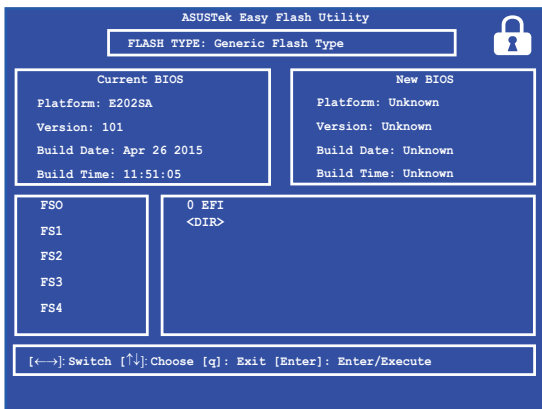 ASUSTek Easy Flash Utility
FLASH TYPE: Generic Flash Type
Current BIOS
Platform: E202SA
Version: 101
Build Date: Apr 26 2015
Build Time: 11:51:05
New BIOS
Platform: Unknown
Version: Unknown
Build Date: Unknown
Build Time: Unknown
FSO
FS1
FS2
FS3
FS4
0 EFI
<DIR>
[←→]: Switch [↑↓]: Choose [q]: Exit [Enter]: Enter/Execute